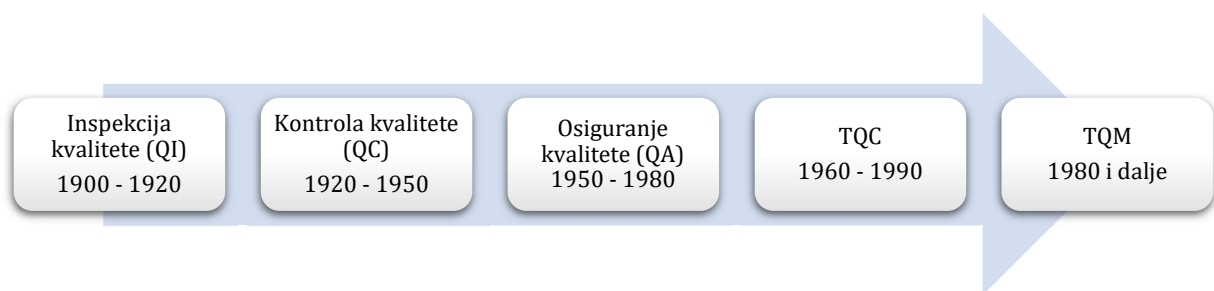 Inspekcija
kvalitete (QI)
1900 - 1920
Kontrola kvalitete
(QC)
1920 - 1950
Osiguranje
kvalitete (QA)
1950 - 1980
TQC
1960 - 1990
TQM
1980 i dalje